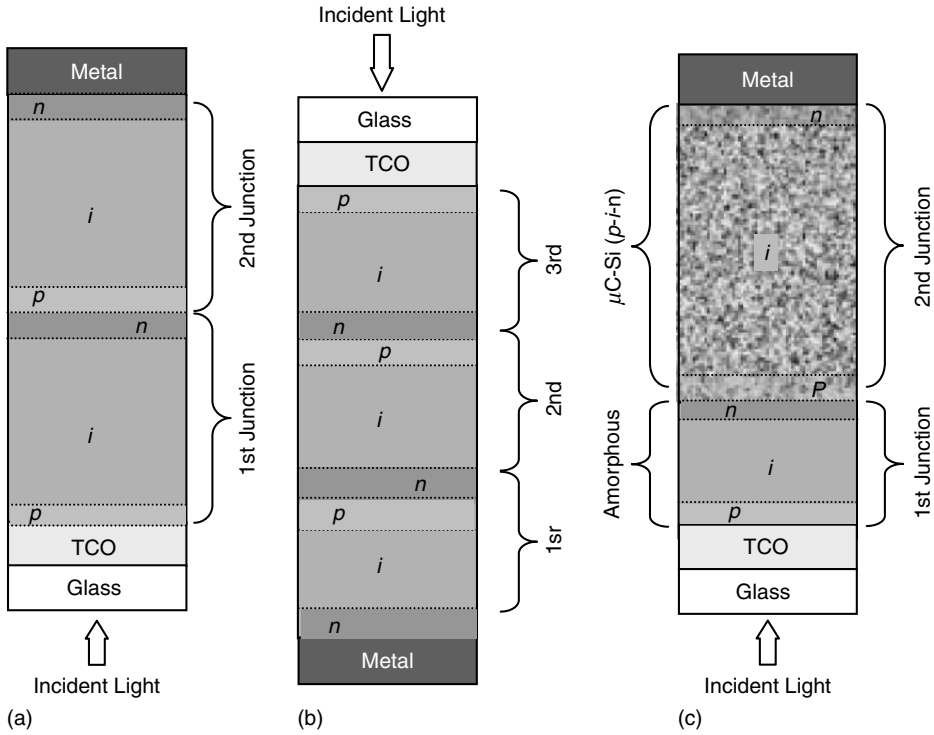 Metal
n
i
p
n
i
p
TCO
Glass
Incident Light
2nd Junction
1st Junction
(a)
Incident Light
Glass
TCO
p
i
n
p
i
n
p
i
n
Metal
3rd
2nd
1sr
(b)
Metal
n
i
P
n
i
p
TCO
Glass
Incident Light
µC-Si (p-i-n)
Amorphous
2nd Junction
1st Junction
(c)